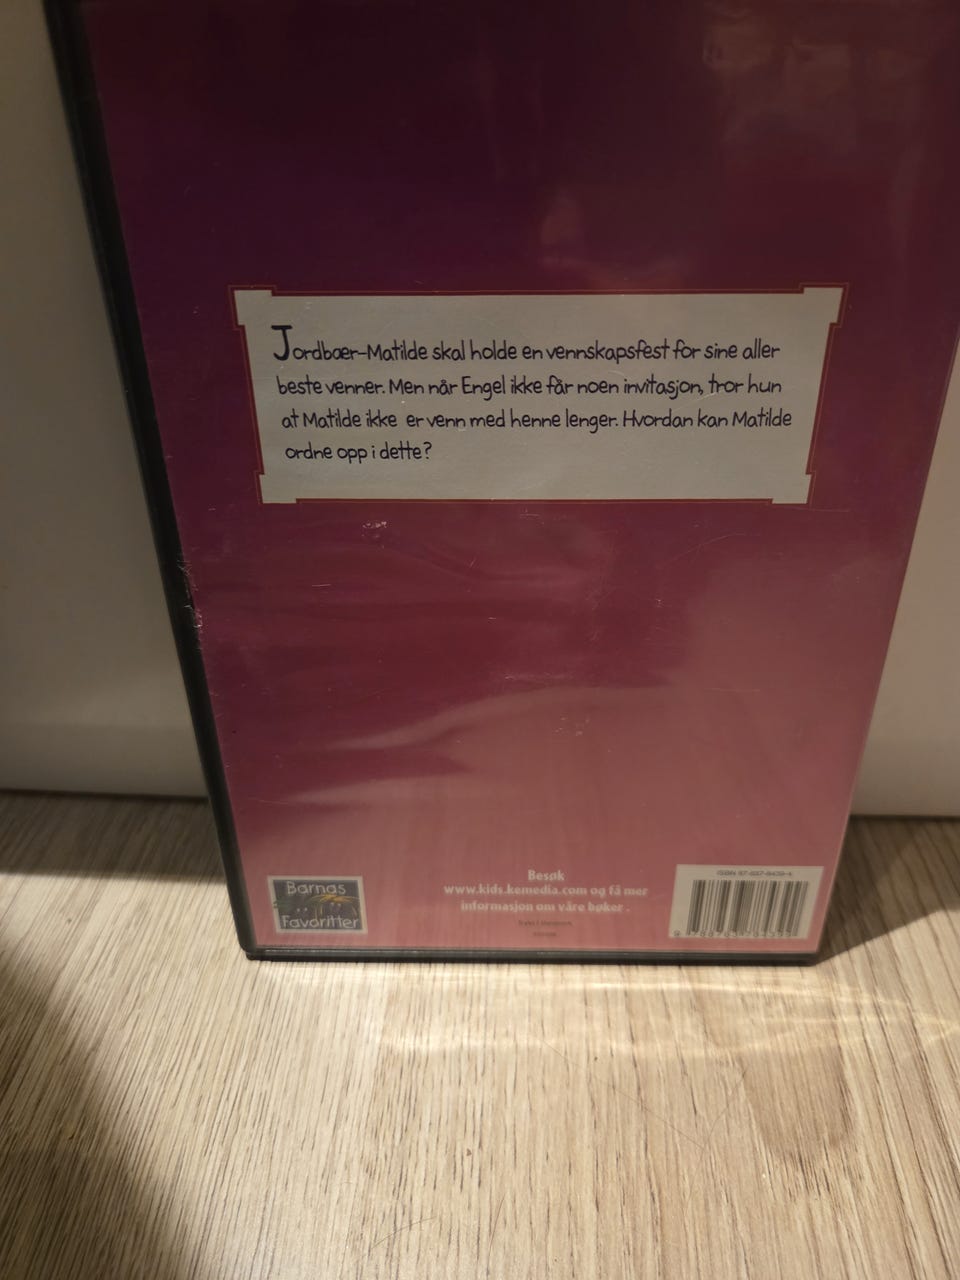 Jordbær-Matilde skal holde en vennskapsfest for sine aller
beste venner. Men når Engel ikke får noen invitasjon, tror hun
at Matilde ikke er venn med henne lenger. Hvordan kan Matilde
ordne opp i dette?
Barnas
Favoritter
Besøk
www.kids.kemedia.com og få mer
informasjon om våre bøker .